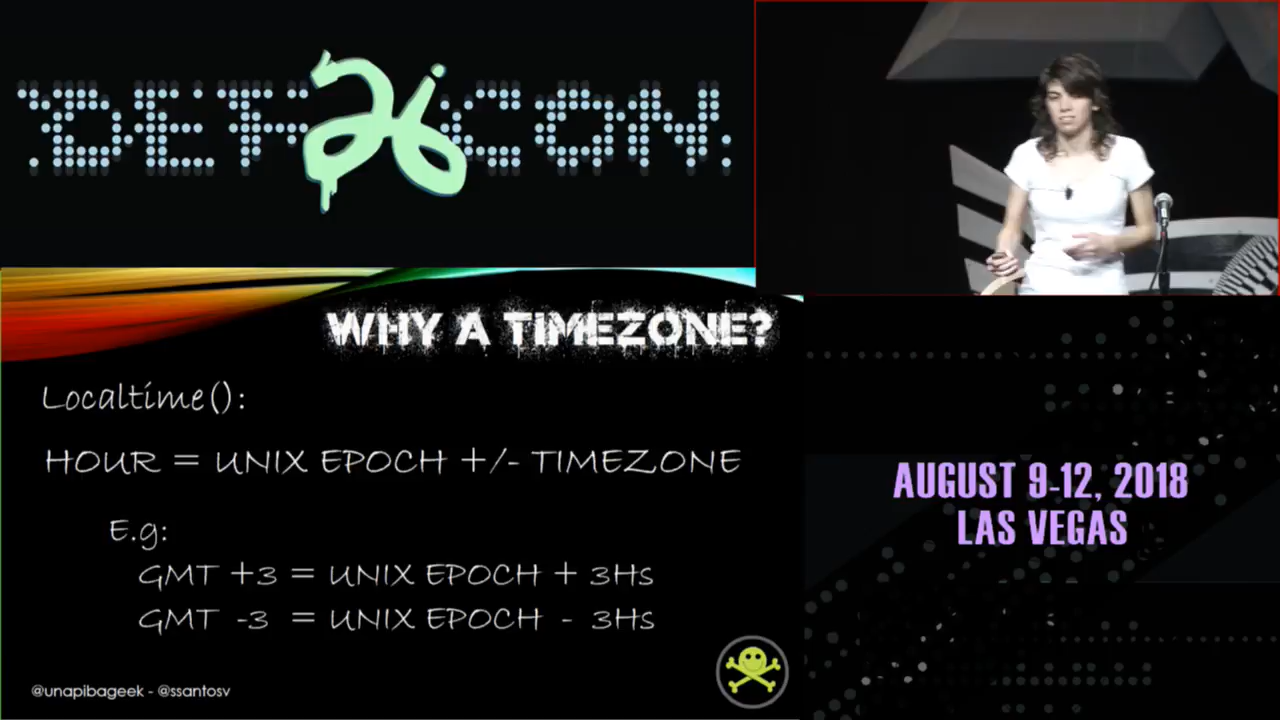 DEF CON
26
WHY A TIMEZONE?
Localtime():
HOUR = UNIX EPOCH +/- TIMEZONE
E.g:
GMT +3 = UNIX EPOCH + 3Hs
GMT -3 = UNIX EPOCH - 3Hs
@unapibageek - @ssantosv
AUGUST 9-12, 2018
LAS VEGAS